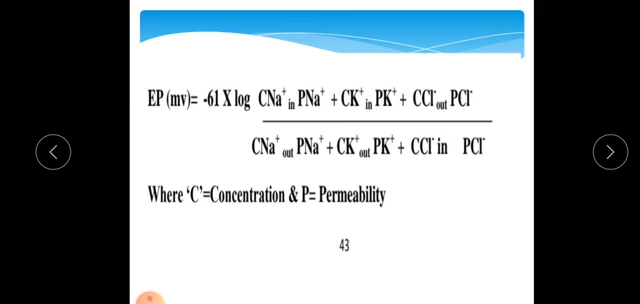 EP (mv)= -61 X log CNa⁺in PNa⁺ + CK⁺in PK⁺ + CCl⁻out PCl⁻
CNa⁺out PNa⁺ + CK⁺out PK⁺ + CCl⁻ in PCl⁻
Where ‘C’=Concentration & P= Permeability
43